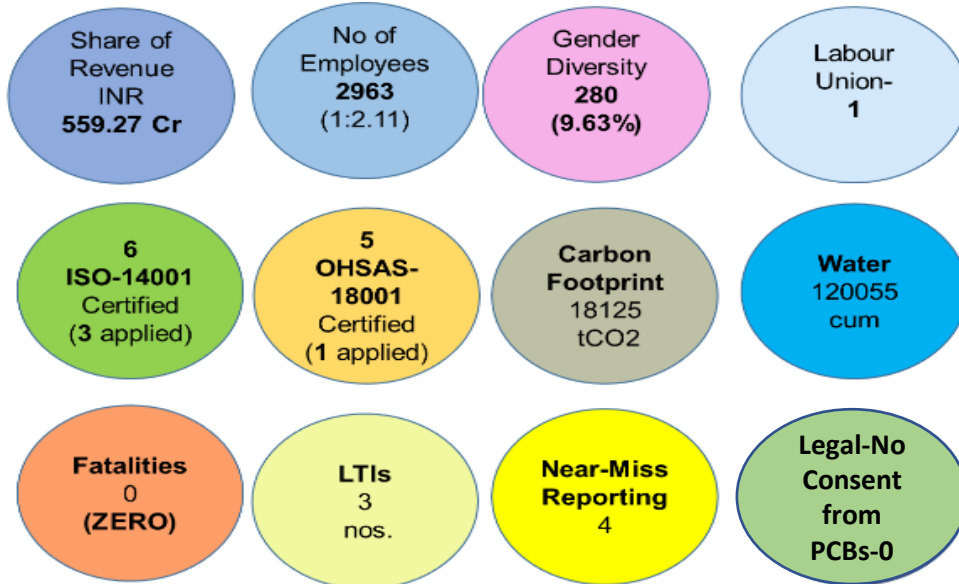 Share of
Revenue
INR
559.27 Cr
No of
Employees
2963
(1:2.11)
Gender
Diversity
280
(9.63%)
Labour
Union-
1
6
ISO-14001
Certified
(3 applied)
5
OHSAS-
18001
Certified
(1 applied)
Carbon
Footprint
18125
tCO2
Water
120055
cum
Fatalities
0
(ZERO)
LTIs
3
nos.
Near-Miss
Reporting
4
Legal-No
Consent
from
PCBs-0